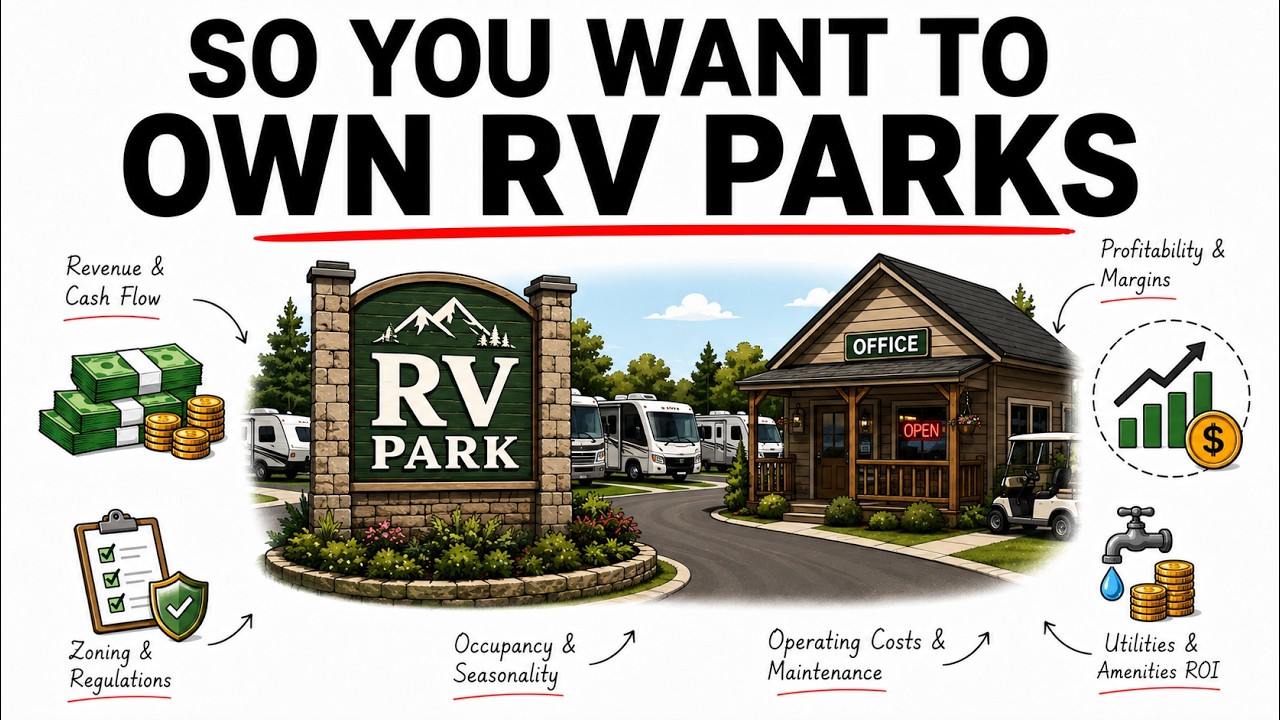 SO YOU WANT TO
OWN RV PARKS
Revenue &
Cash Flow
Profitability &
Margins
RV
PARK
OFFICE
OPEN
$
Zoning &
Regulations
Occupancy &
Seasonality
Operating Costs &
Maintenance
Utilities &
Amenities ROI